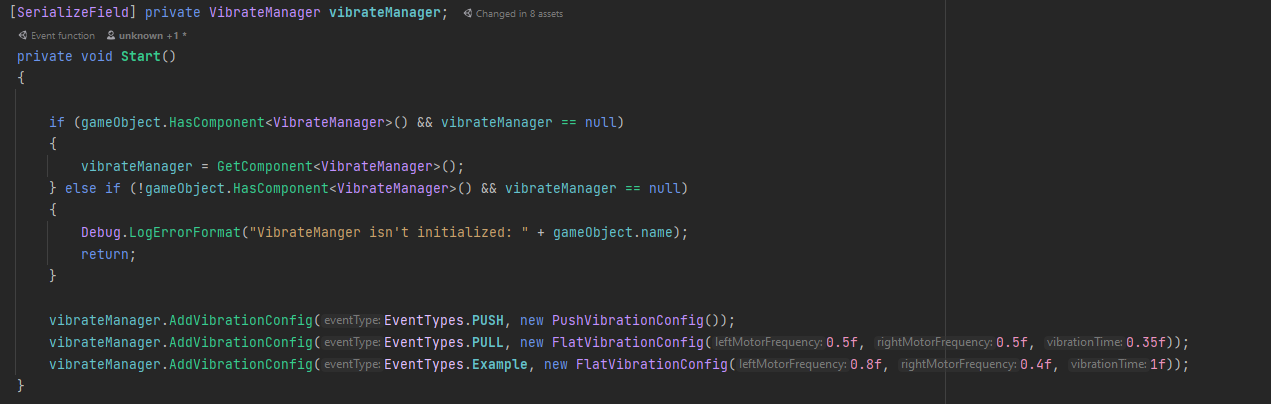 [SerializeField] private VibrateManager vibrateManager; Changed in 8 assets
Event function unknown +1 *
private void Start()
{
if (gameObject.HasComponent<VibrateManager>() && vibrateManager == null)
{
vibrateManager = GetComponent<VibrateManager>();
} else if (!gameObject.HasComponent<VibrateManager>() && vibrateManager == null)
{
Debug.LogErrorFormat("VibrateManger isn't initialized: " + gameObject.name);
return;
}
vibrateManager.AddVibrationConfig(eventType: EventTypes.PUSH, new PushVibrationConfig());
vibrateManager.AddVibrationConfig(eventType: EventTypes.PULL, new FlatVibrationConfig(leftMotorFrequency: 0.5f, rightMotorFrequency: 0.5f, vibrationTime: 0.35f));
vibrateManager.AddVibrationConfig(eventType: EventTypes.Example, new FlatVibrationConfig(leftMotorFrequency: 0.8f, rightMotorFrequency: 0.4f, vibrationTime: 1f));
}